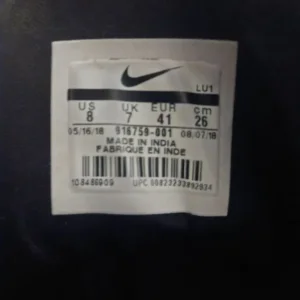 LU1
US UK EUR cm
8 7 41 26
05/16/18 916759-001 08/07/18
MADE IN INDIA
FABRIQUE EN INDE